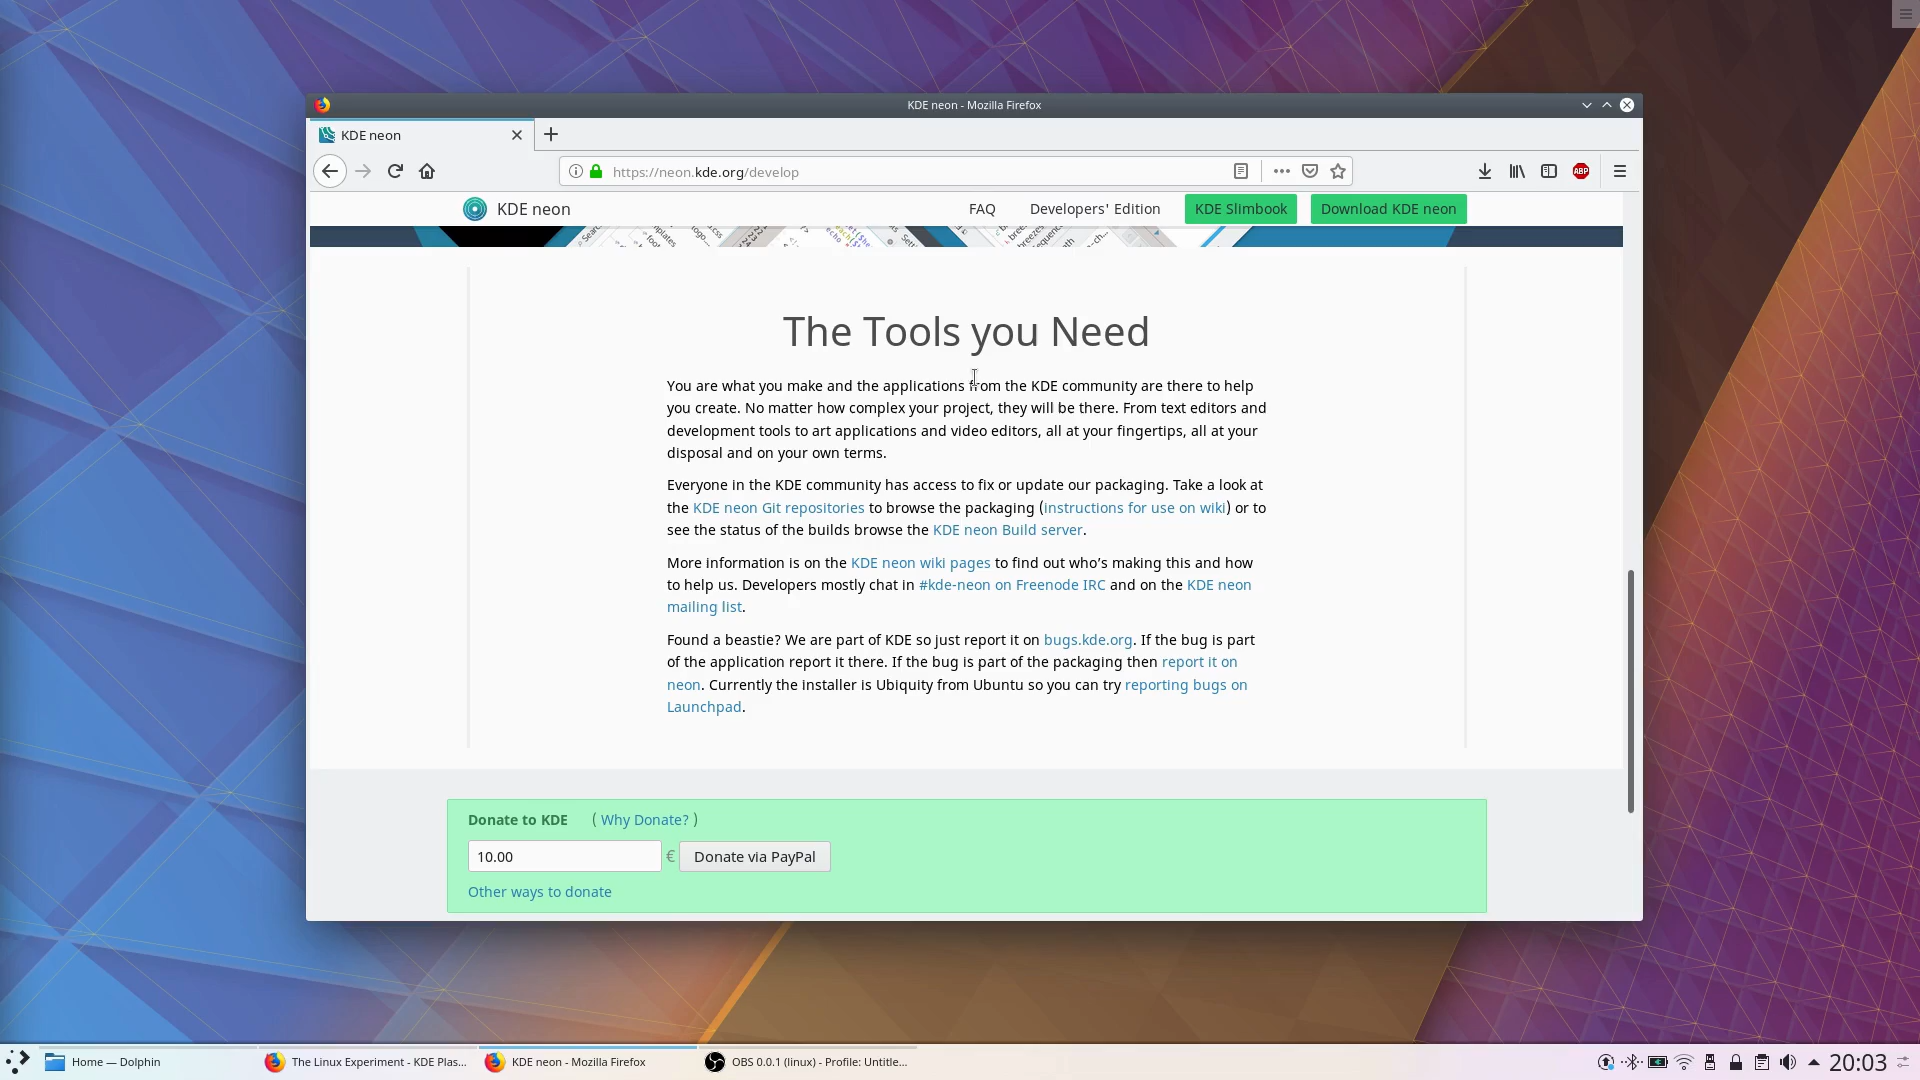 KDE neon - Mozilla Firefox
KDE neon
https://neon.kde.org/develop
ABP
KDE neon FAQ Developers' Edition KDE Slimbook Download KDE neon
The Tools you Need
You are what you make and the applications from the KDE community are there to help
you create. No matter how complex your project, they will be there. From text editors and
development tools to art applications and video editors, all at your fingertips, all at your
disposal and on your own terms.
Everyone in the KDE community has access to fix or update our packaging. Take a look at
the KDE neon Git repositories to browse the packaging (instructions for use on wiki) or to
see the status of the builds browse the KDE neon Build server.
More information is on the KDE neon wiki pages to find out who’s making this and how
to help us. Developers mostly chat in #kde-neon on Freenode IRC and on the KDE neon
mailing list.
Found a beastie? We are part of KDE so just report it on bugs.kde.org. If the bug is part
of the application report it there. If the bug is part of the packaging then report it on
neon. Currently the installer is Ubiquity from Ubuntu so you can try reporting bugs on
Launchpad.
Donate to KDE ( Why Donate? )
10.00 € Donate via PayPal
Other ways to donate
Home — Dolphin The Linux Experiment - KDE Plas... KDE neon - Mozilla Firefox OBS 0.0.1 (linux) - Profile: Untitle... 20:03